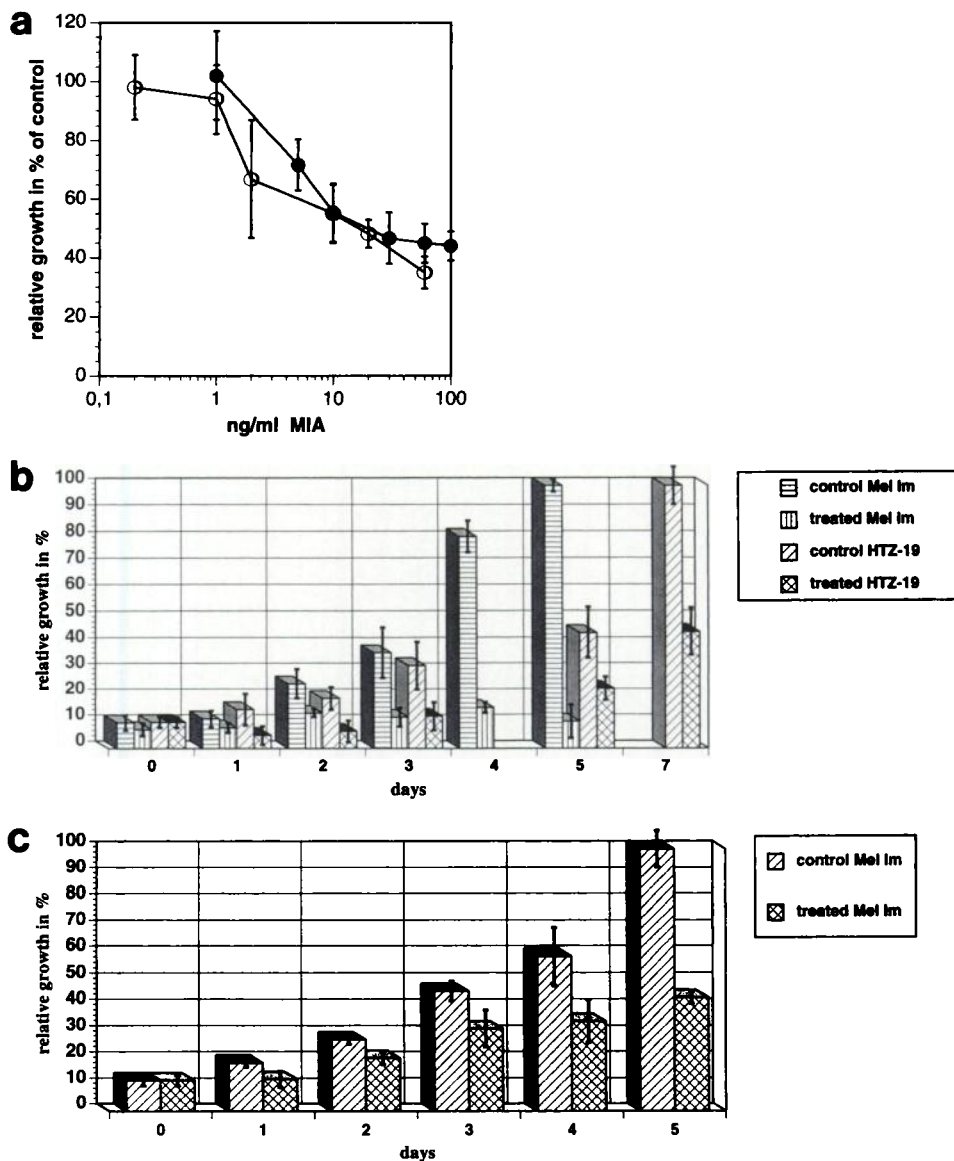 a
120
100
80
60
40
20
0
relative growth in % of control
0,1 1 10 100
ng/ml MIA
b
100
90
80
70
60
50
40
30
20
10
0
relative growth in %
0 1 2 3 4 5 7
days
control Mel Im
treated Mel Im
control HTZ-19
treated HTZ-19
c
100
90
80
70
60
50
40
30
20
10
0
relative growth in %
0 1 2 3 4 5
days
control Mel Im
treated Mel Im